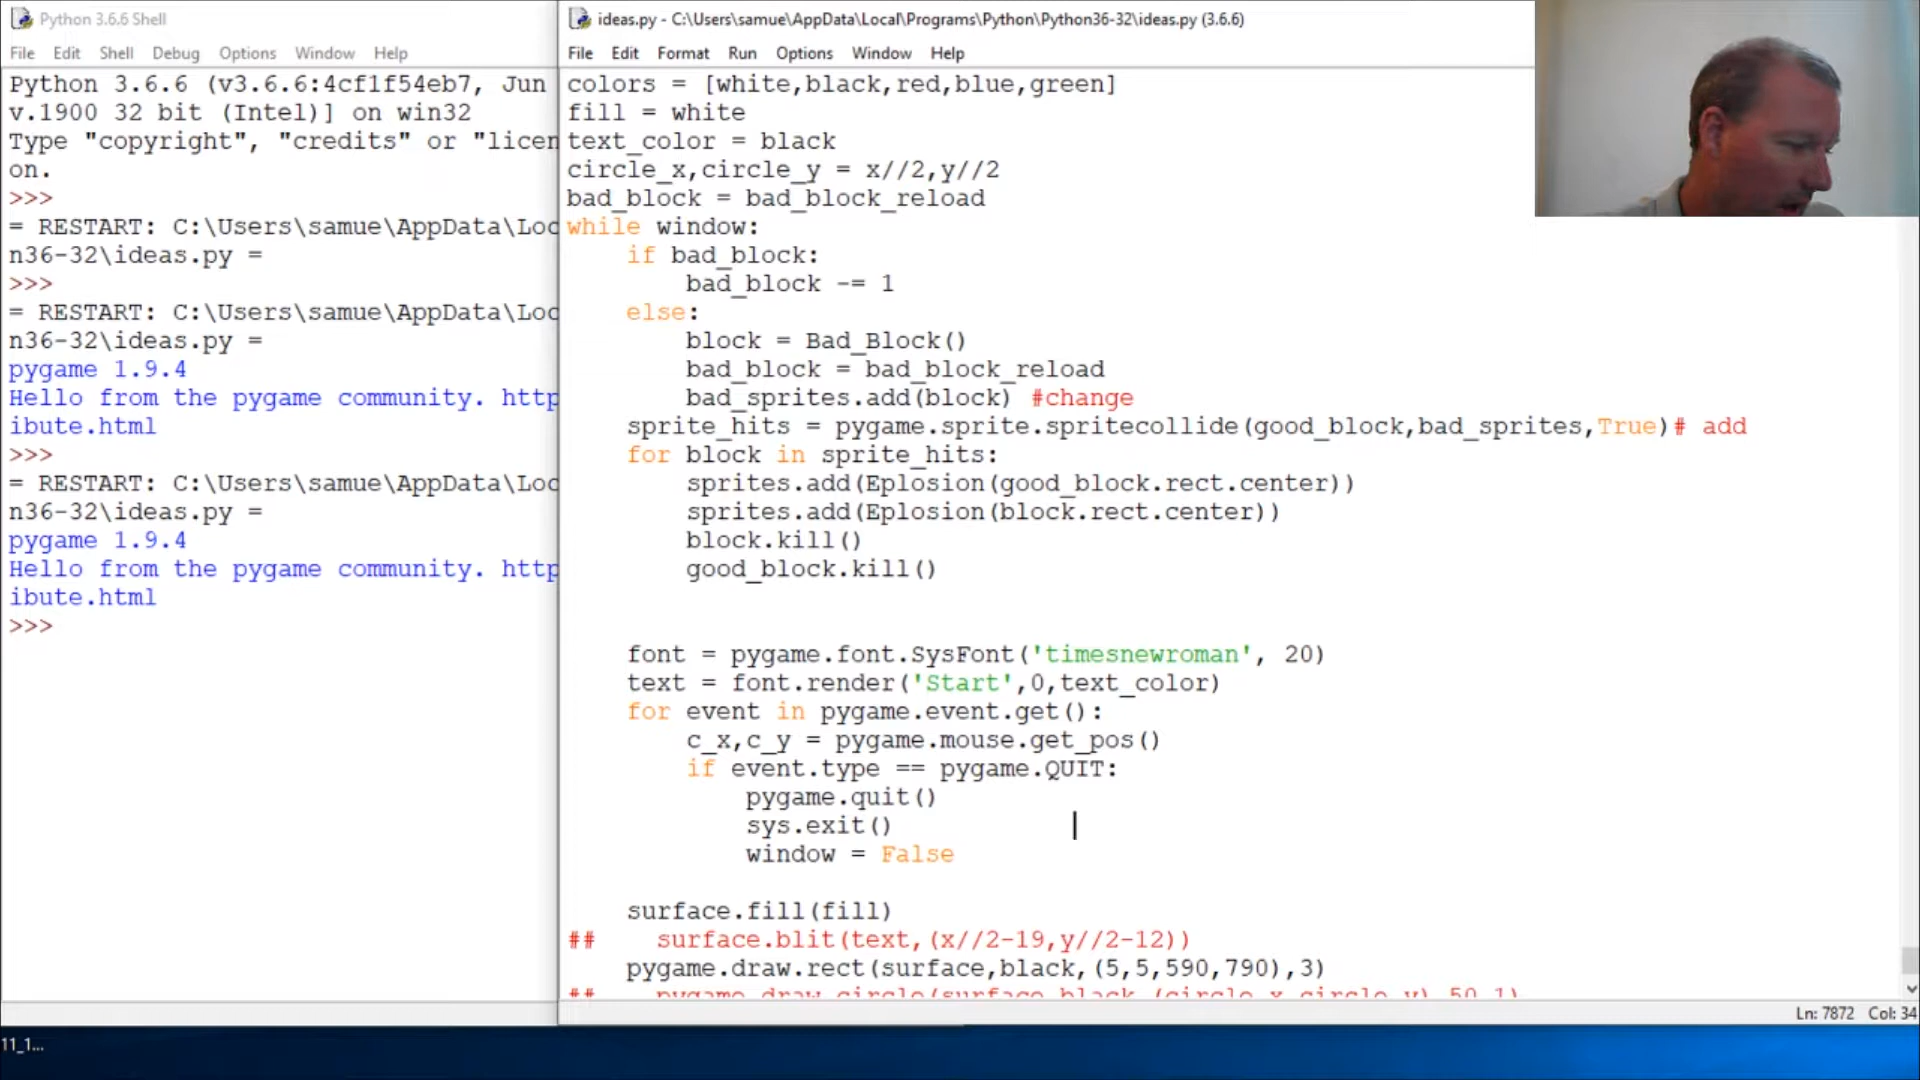 Python 3.6.6 Shell
File Edit Shell Debug Options Window Help
Python 3.6.6 (v3.6.6:4cf1f54eb7, Jun
v.1900 32 bit (Intel)] on win32
Type "copyright", "credits" or "licen
on.
>>>
= RESTART: C:\Users\samue\AppData\Loc
n36-32\ideas.py =
>>>
= RESTART: C:\Users\samue\AppData\Loc
n36-32\ideas.py =
pygame 1.9.4
Hello from the pygame community. http
ibute.html
>>>
= RESTART: C:\Users\samue\AppData\Loc
n36-32\ideas.py =
pygame 1.9.4
Hello from the pygame community. http
ibute.html
>>>
ideas.py - C:\Users\samue\AppData\Local\Programs\Python\Python36-32\ideas.py (3.6.6)
File Edit Format Run Options Window Help
colors = [white,black,red,blue,green]
fill = white
text_color = black
circle_x,circle_y = x//2,y//2
bad_block = bad_block_reload
while window:
    if bad_block:
        bad_block -= 1
    else:
        block = Bad_Block()
        bad_block = bad_block_reload
        bad_sprites.add(block) #change
    sprite_hits = pygame.sprite.spritecollide(good_block,bad_sprites,True)# add
    for block in sprite_hits:
        sprites.add(Eplosion(good_block.rect.center))
        sprites.add(Eplosion(block.rect.center))
        block.kill()
        good_block.kill()
    font = pygame.font.SysFont('timesnewroman', 20)
    text = font.render('Start',0,text_color)
    for event in pygame.event.get():
        c_x,c_y = pygame.mouse.get_pos()
        if event.type == pygame.QUIT:
            pygame.quit()
            sys.exit()
            window = False
    surface.fill(fill)
##    surface.blit(text,(x//2-19,y//2-12))
    pygame.draw.rect(surface,black,(5,5,590,790),3)
##    pygame.draw.circle(surface,black,(circle_x,circle_y),50,1)
Ln: 7872 Col: 34
11_1...